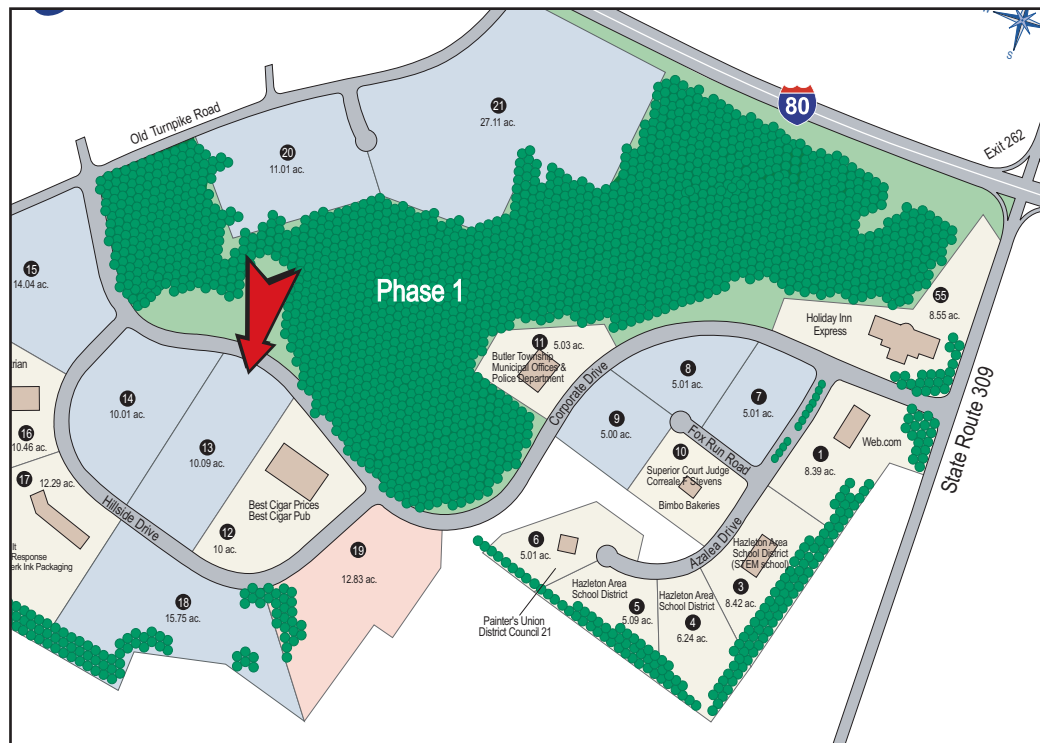 S
80
Exit 262
Old Turnpike Road
21
27.11 ac.
20
11.01 ac.
15
14.04 ac.
Phase 1
55
8.55 ac.
Holiday Inn
Express
11
5.03 ac.
Butler Township
Municipal Offices &
Police Department
Corporate Drive
8
5.01 ac.
7
5.01 ac.
9
5.00 ac.
Fox Run Road
10
Superior Court Judge
Correale F Stevens
Bimbo Bakeries
Web.com
1
8.39 ac.
State Route 309
trian
16
10.46 ac.
14
10.01 ac.
13
10.09 ac.
17
12.29 ac.
Best Cigar Prices
Best Cigar Pub
12
10 ac.
Hillside Drive
lt
Response
erk Ink Packaging
19
12.83 ac.
18
15.75 ac.
6
5.01 ac.
Azalea Drive
Hazleton Area
School District
(STEM school)
3
8.42 ac.
Hazleton Area
School District
5
5.09 ac.
Hazleton Area
School District
4
6.24 ac.
Painter's Union
District Council 21